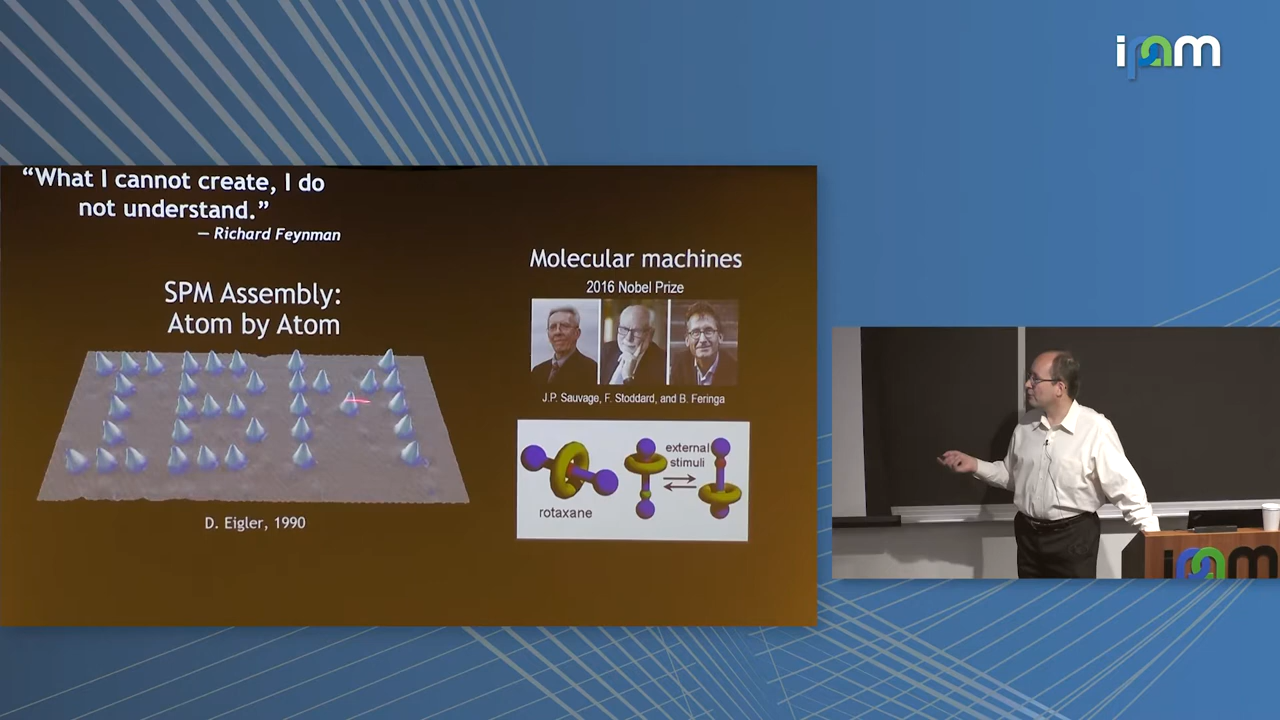 ipam
“What I cannot create, I do
not understand.”
— Richard Feynman
SPM Assembly:
Atom by Atom
IBM
D. Eigler, 1990
Molecular machines
2016 Nobel Prize
J.P. Sauvage, F. Stoddard, and B. Feringa
rotaxane
external
stimuli
ipam